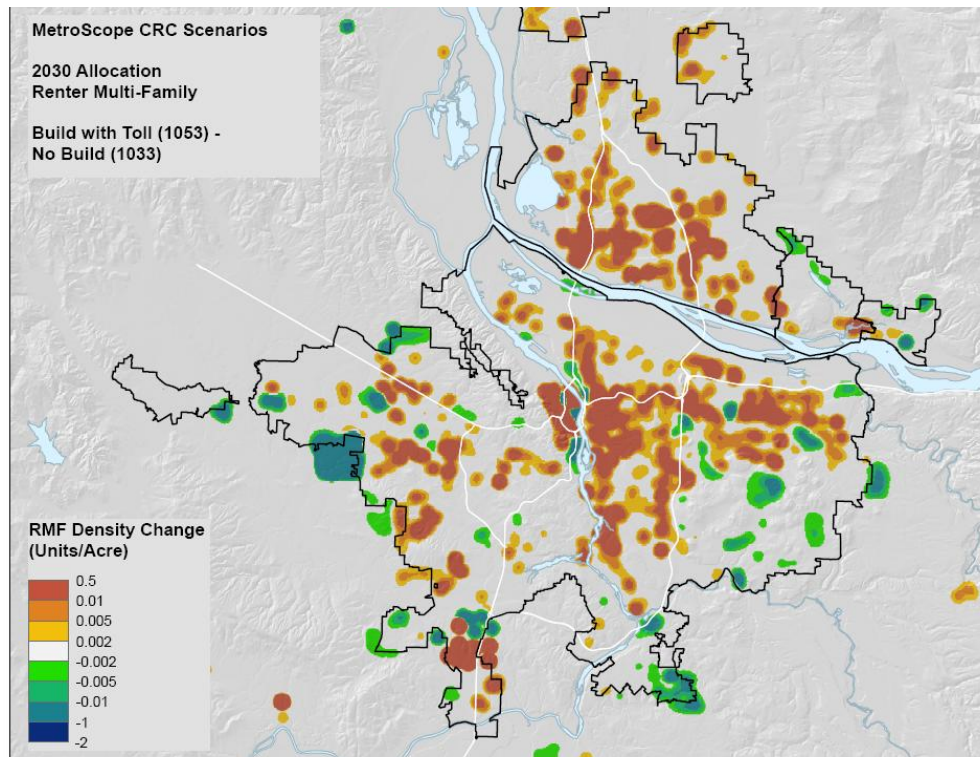 MetroScope CRC Scenarios
2030 Allocation
Renter Multi-Family
Build with Toll (1053) -
No Build (1033)
RMF Density Change
(Units/Acre)
0.5
0.01
0.005
0.002
-0.002
-0.005
-0.01
-1
-2